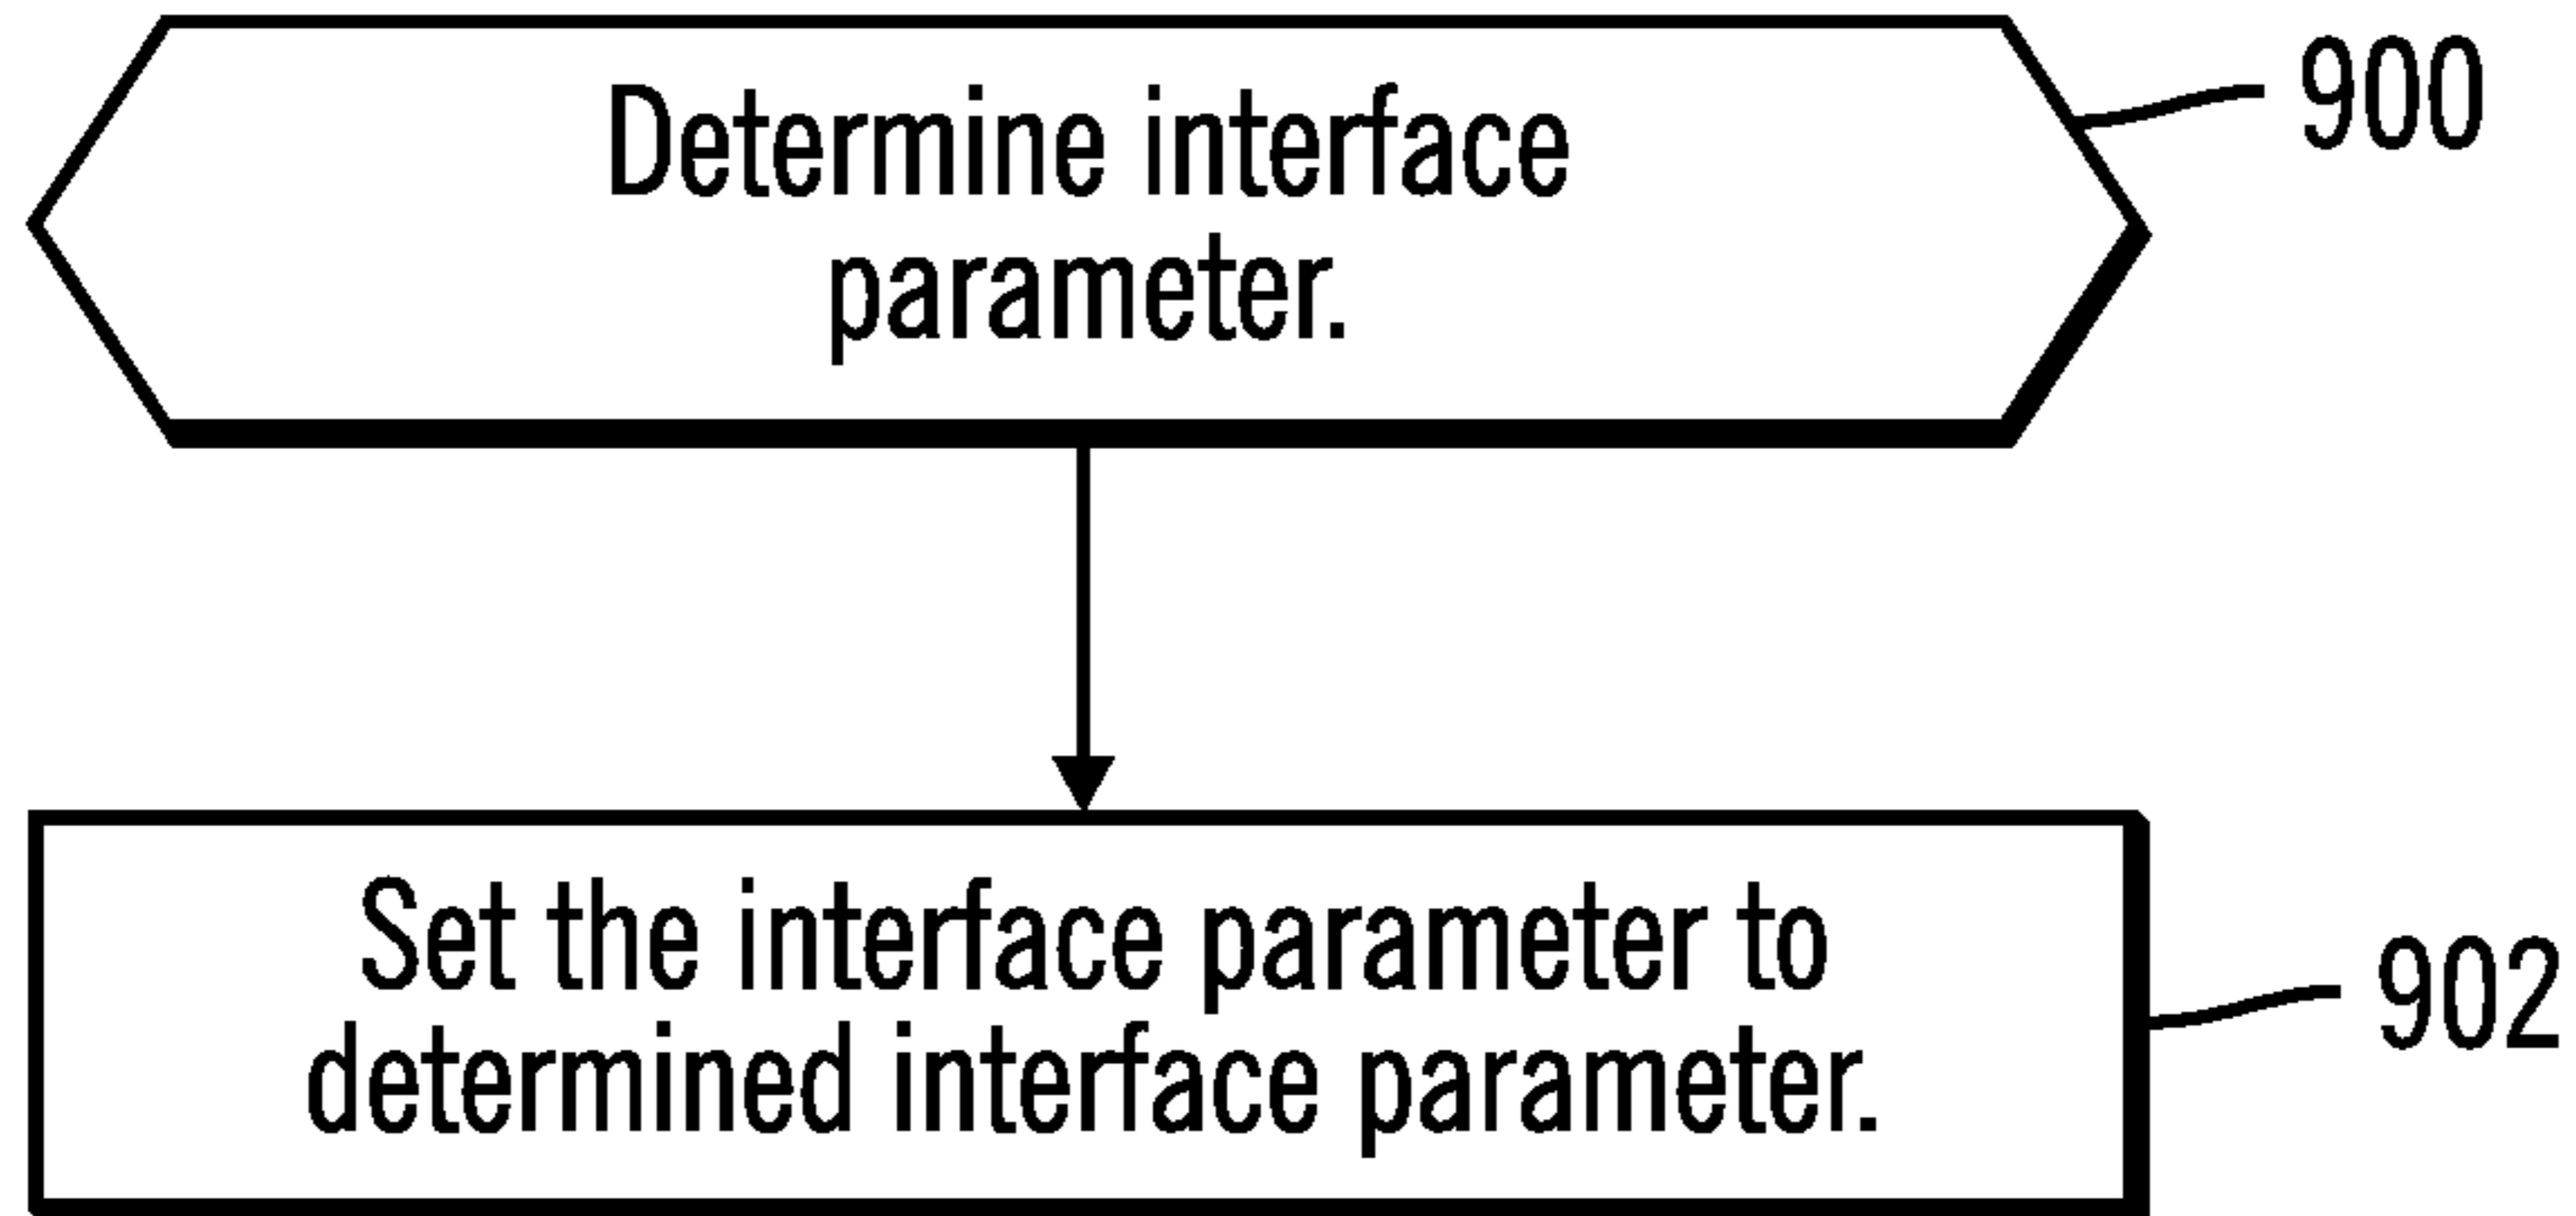 Determine interface
parameter.
900
Set the interface parameter to
determined interface parameter.
902